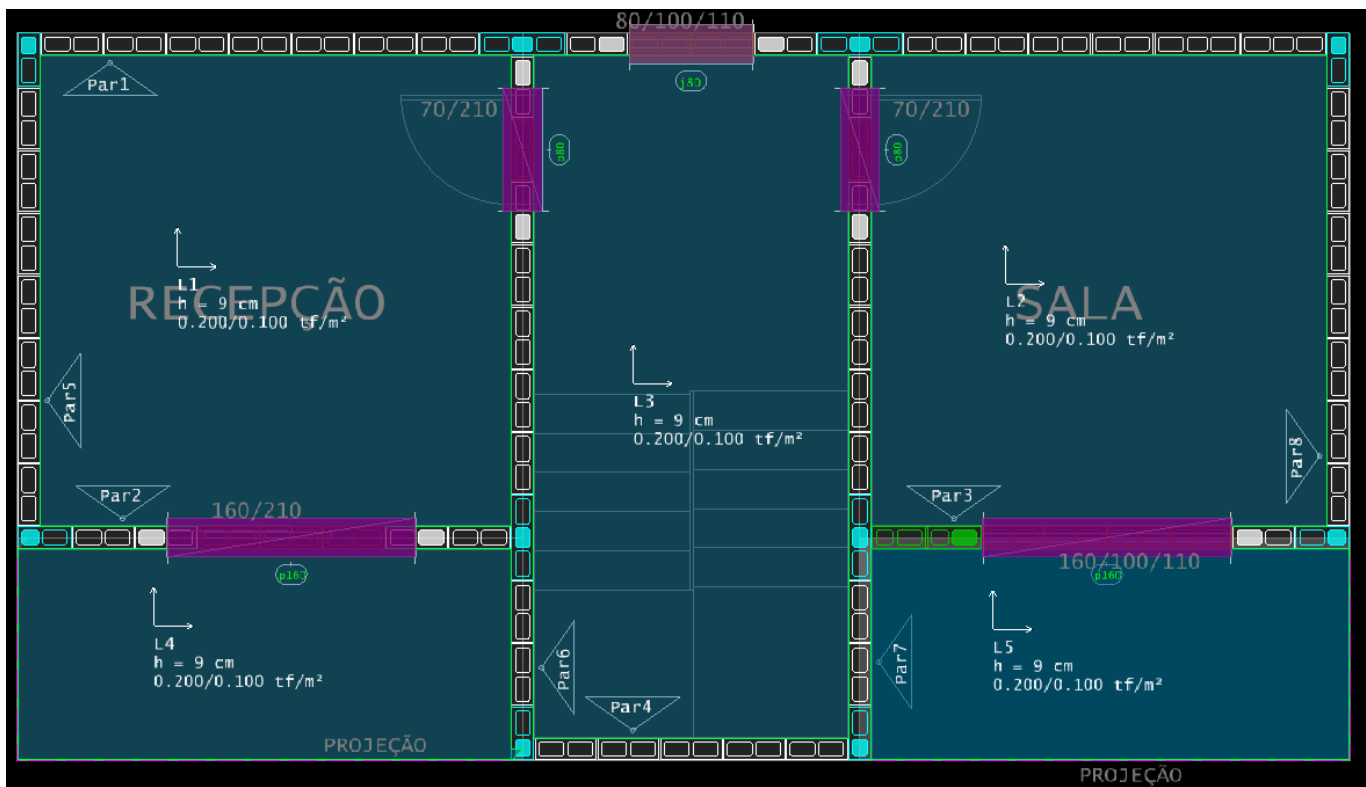 80/100/110
j80
Par1
70/210
p80
70/210
p80
L1
RECEPÇÃO
h = 9 cm
0.200/0.100 tf/m²
L2
SALA
h = 9 cm
0.200/0.100 tf/m²
L3
h = 9 cm
0.200/0.100 tf/m²
Par5
Par8
Par2
160/210
p160
Par3
160/100/110
p160
L4
h = 9 cm
0.200/0.100 tf/m²
Par6
Par4
Par7
L5
h = 9 cm
0.200/0.100 tf/m²
PROJEÇÃO
PROJEÇÃO